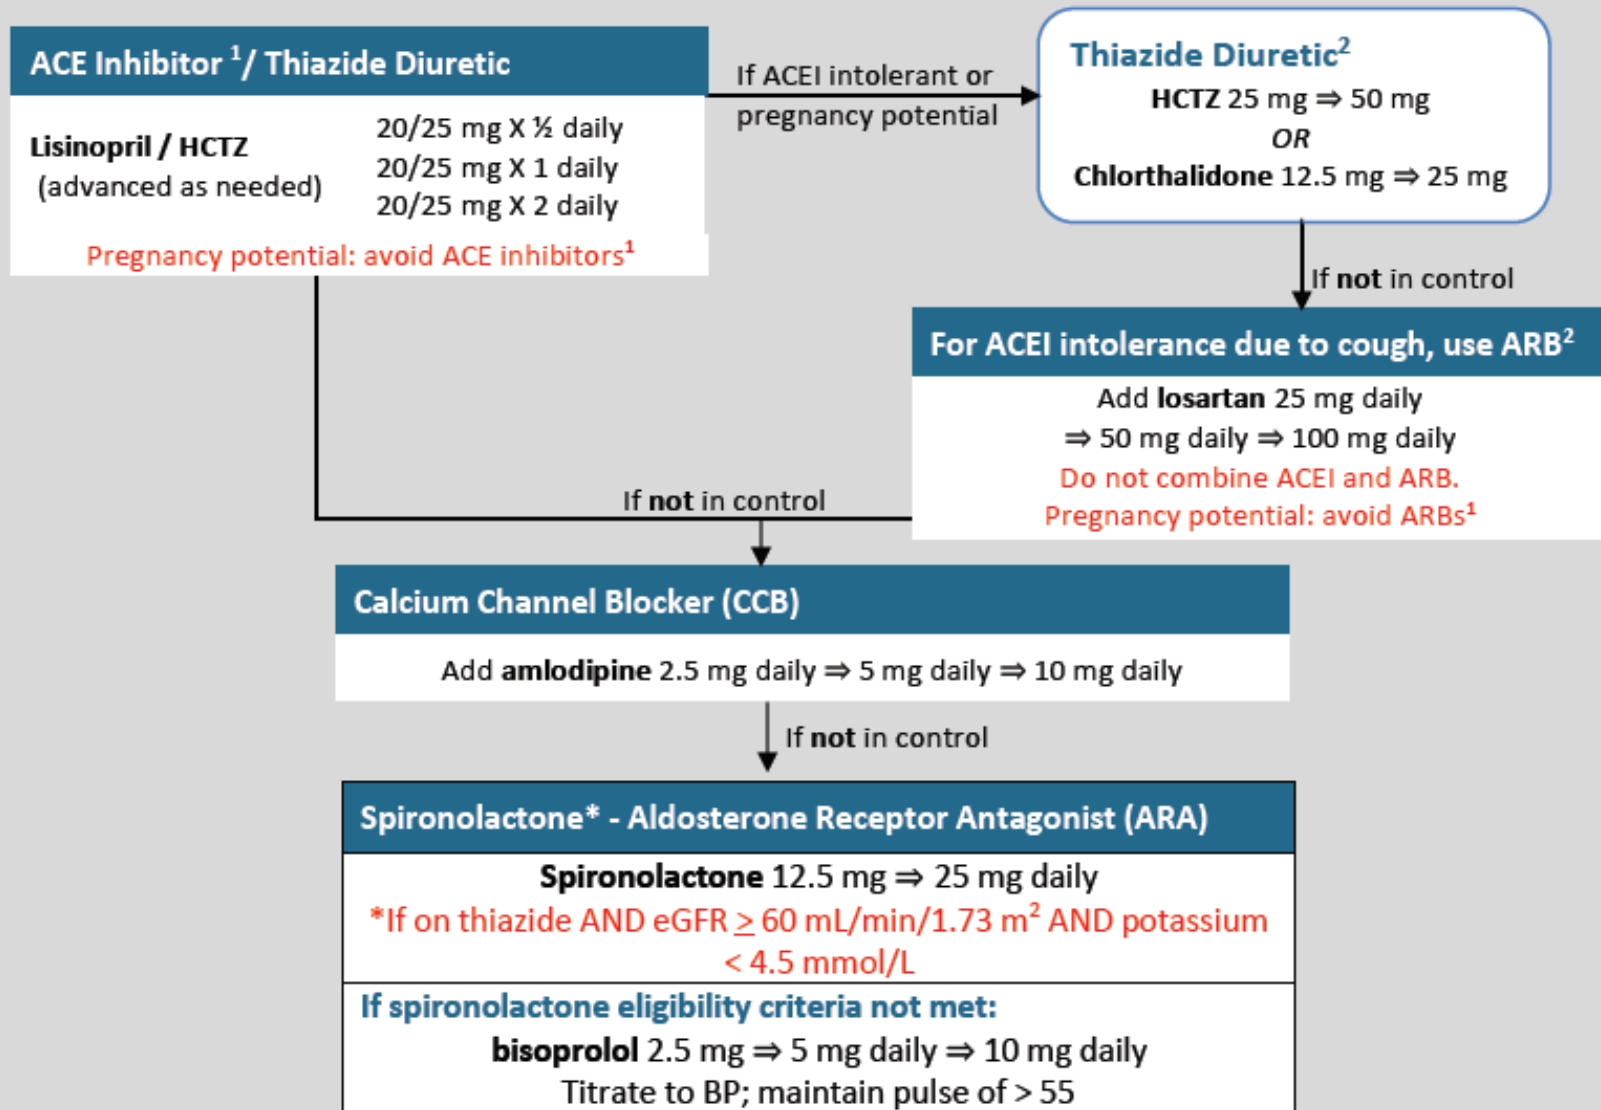 ACE Inhibitor ¹/ Thiazide Diuretic
Lisinopril / HCTZ
(advanced as needed)
20/25 mg X ½ daily
20/25 mg X 1 daily
20/25 mg X 2 daily
Pregnancy potential: avoid ACE inhibitors¹
If ACEI intolerant or
pregnancy potential
Thiazide Diuretic²
HCTZ 25 mg ⇒ 50 mg
OR
Chlorthalidone 12.5 mg ⇒ 25 mg
If not in control
For ACEI intolerance due to cough, use ARB²
Add losartan 25 mg daily
⇒ 50 mg daily ⇒ 100 mg daily
Do not combine ACEI and ARB.
Pregnancy potential: avoid ARBs¹
If not in control
Calcium Channel Blocker (CCB)
Add amlodipine 2.5 mg daily ⇒ 5 mg daily ⇒ 10 mg daily
If not in control
Spironolactone* - Aldosterone Receptor Antagonist (ARA)
Spironolactone 12.5 mg ⇒ 25 mg daily
*If on thiazide AND eGFR ≥ 60 mL/min/1.73 m² AND potassium
< 4.5 mmol/L
If spironolactone eligibility criteria not met:
bisoprolol 2.5 mg ⇒ 5 mg daily ⇒ 10 mg daily
Titrate to BP; maintain pulse of > 55